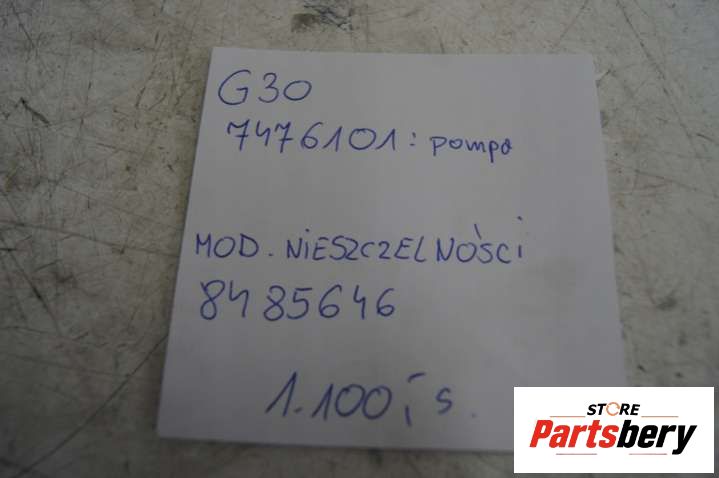 G30
7476101: pompa
MOD. NIESZCZELNOŚCI
8485646
1.100,- s.
STORE
Partsbery